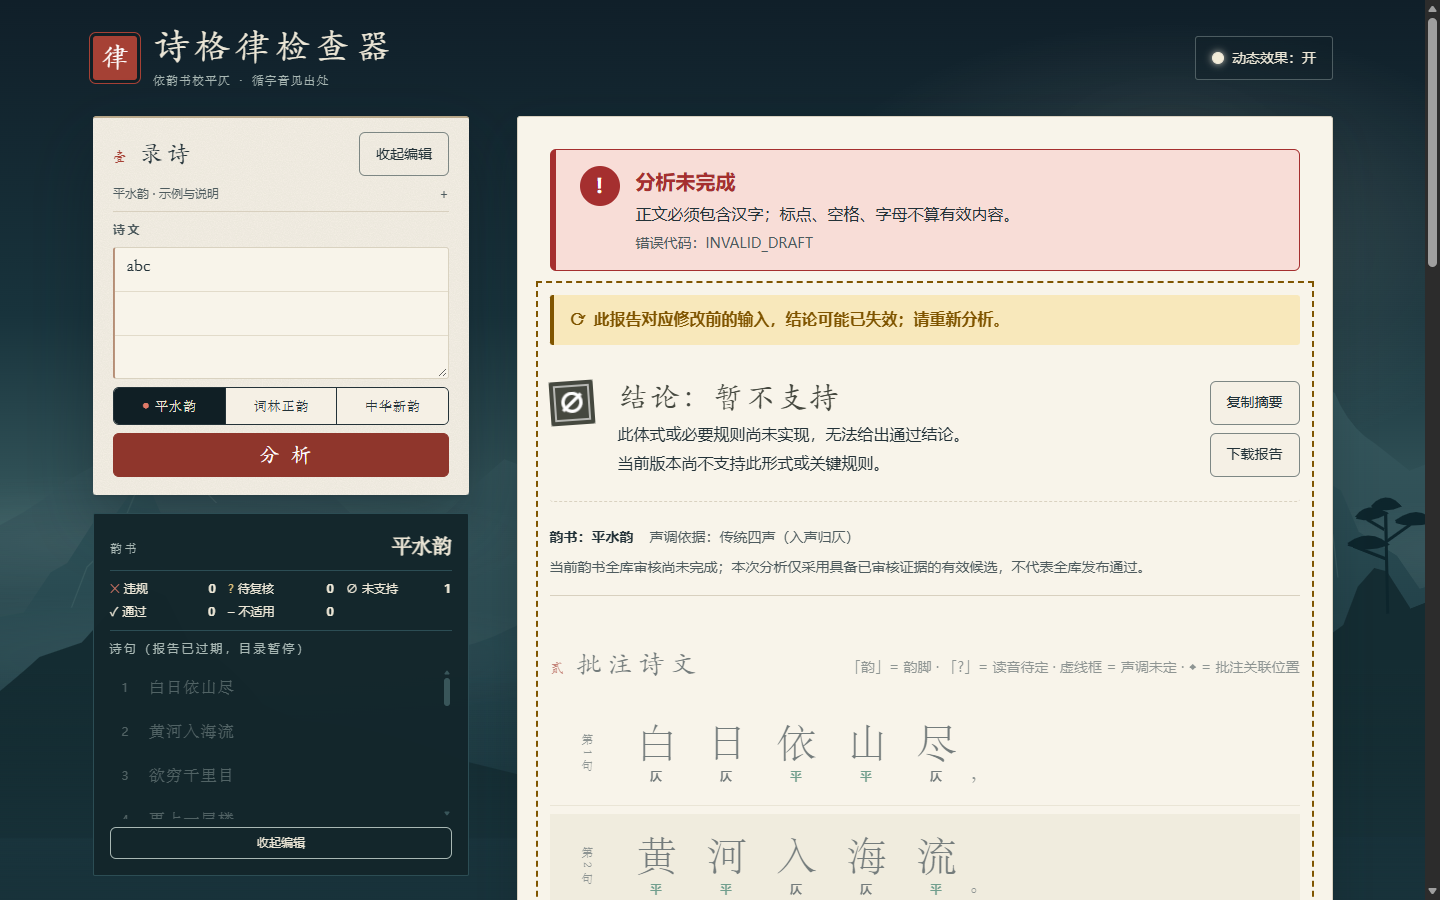 律
诗格律检查器
依韵书校平仄 · 循字音见出处
动态效果：开
壹 录诗
收起编辑
平水韵 · 示例与说明 +
诗文
abc
平水韵
词林正韵
中华新韵
分析
韵书
平水韵
违规 0
? 待复核 0
未支持 1
✓ 通过 0
– 不适用 0
诗句（报告已过期，目录暂停）
1 白日依山尽
2 黄河入海流
3 欲穷千里目
4 更上一层楼
收起编辑
!
分析未完成
正文必须包含汉字；标点、空格、字母不算有效内容。
错误代码：INVALID_DRAFT
此报告对应修改前的输入，结论可能已失效；请重新分析。
结论：暂不支持
此体式或必要规则尚未实现，无法给出通过结论。
当前版本尚不支持此形式或关键规则。
复制摘要
下载报告
韵书：平水韵 声调依据：传统四声（入声归仄）
当前韵书全库审核尚未完成；本次分析仅采用具备已审核证据的有效候选，不代表全库发布通过。
贰 批注诗文
「韵」= 韵脚 · 「?」= 读音待定 · 虚线框 = 声调未定 · ◆ = 批注关联位置
第1句
白日依山尽，
仄 仄 平 平 仄
第2句
黄河入海流。
平 平 仄 仄 平